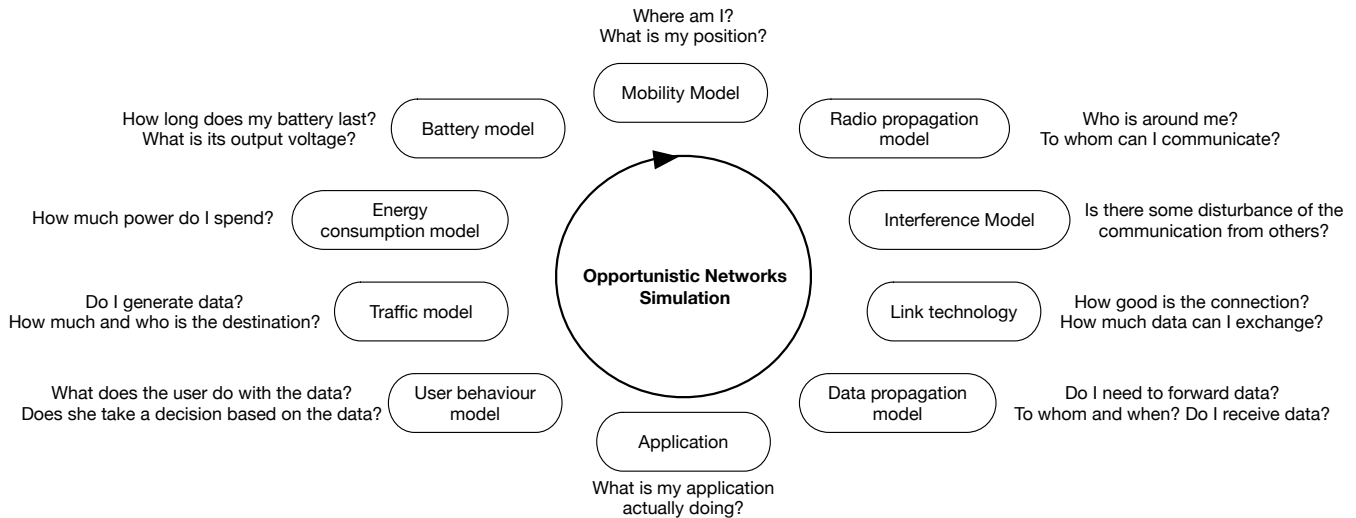 Where am I?
What is my position?
Mobility Model
How long does my battery last?
What is its output voltage?
Battery model
Radio propagation
model
Who is around me?
To whom can I communicate?
How much power do I spend?
Energy
consumption model
Interference Model
Is there some disturbance of the
communication from others?
Opportunistic Networks
Simulation
Do I generate data?
How much and who is the destination?
Traffic model
Link technology
How good is the connection?
How much data can I exchange?
What does the user do with the data?
Does she take a decision based on the data?
User behaviour
model
Data propagation
model
Do I need to forward data?
To whom and when? Do I receive data?
Application
What is my application
actually doing?